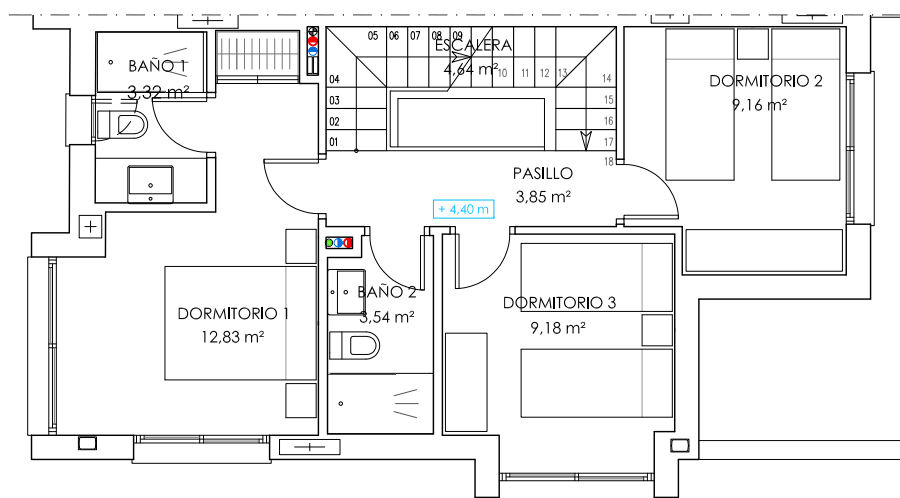 05 06 07 08 09
ESCALERA
4,64 m²
BAÑO 1
3,32 m²
04
03
02
01
10 11 12 13 14
15
16
17
18
DORMITORIO 2
9,16 m²
PASILLO
3,85 m²
+ 4,40 m
BAÑO 2
3,54 m²
DORMITORIO 1
12,83 m²
DORMITORIO 3
9,18 m²